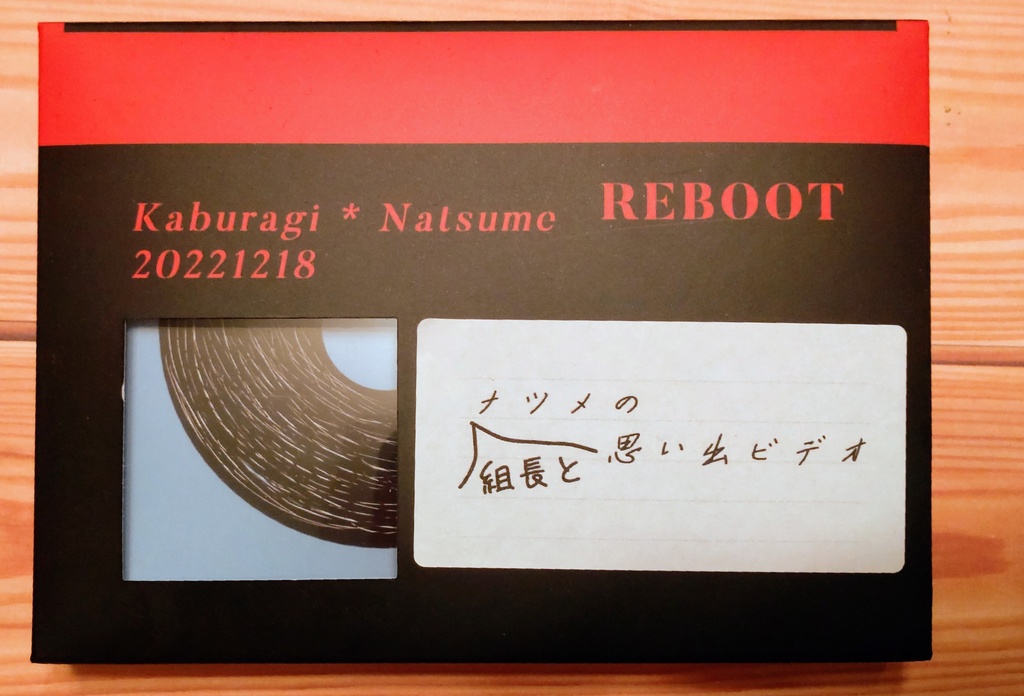 Kaburagi * Natsume
20221218
REBOOT
ナツメの
組長と
思い出ビデオ